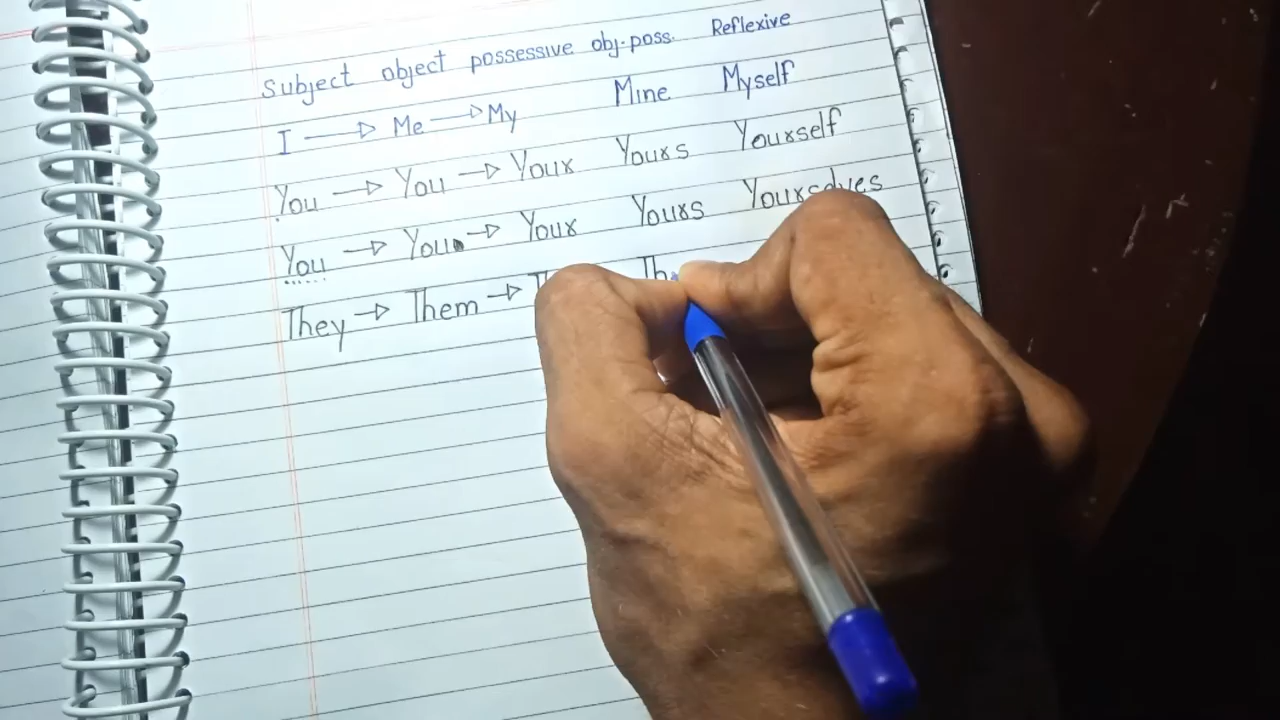 Subject object possessive obj.poss. Reflexive
I → Me → My Mine Myself
You → You → Your Yours Yourself
You → You → Your Yours Yourselves
They → Them →